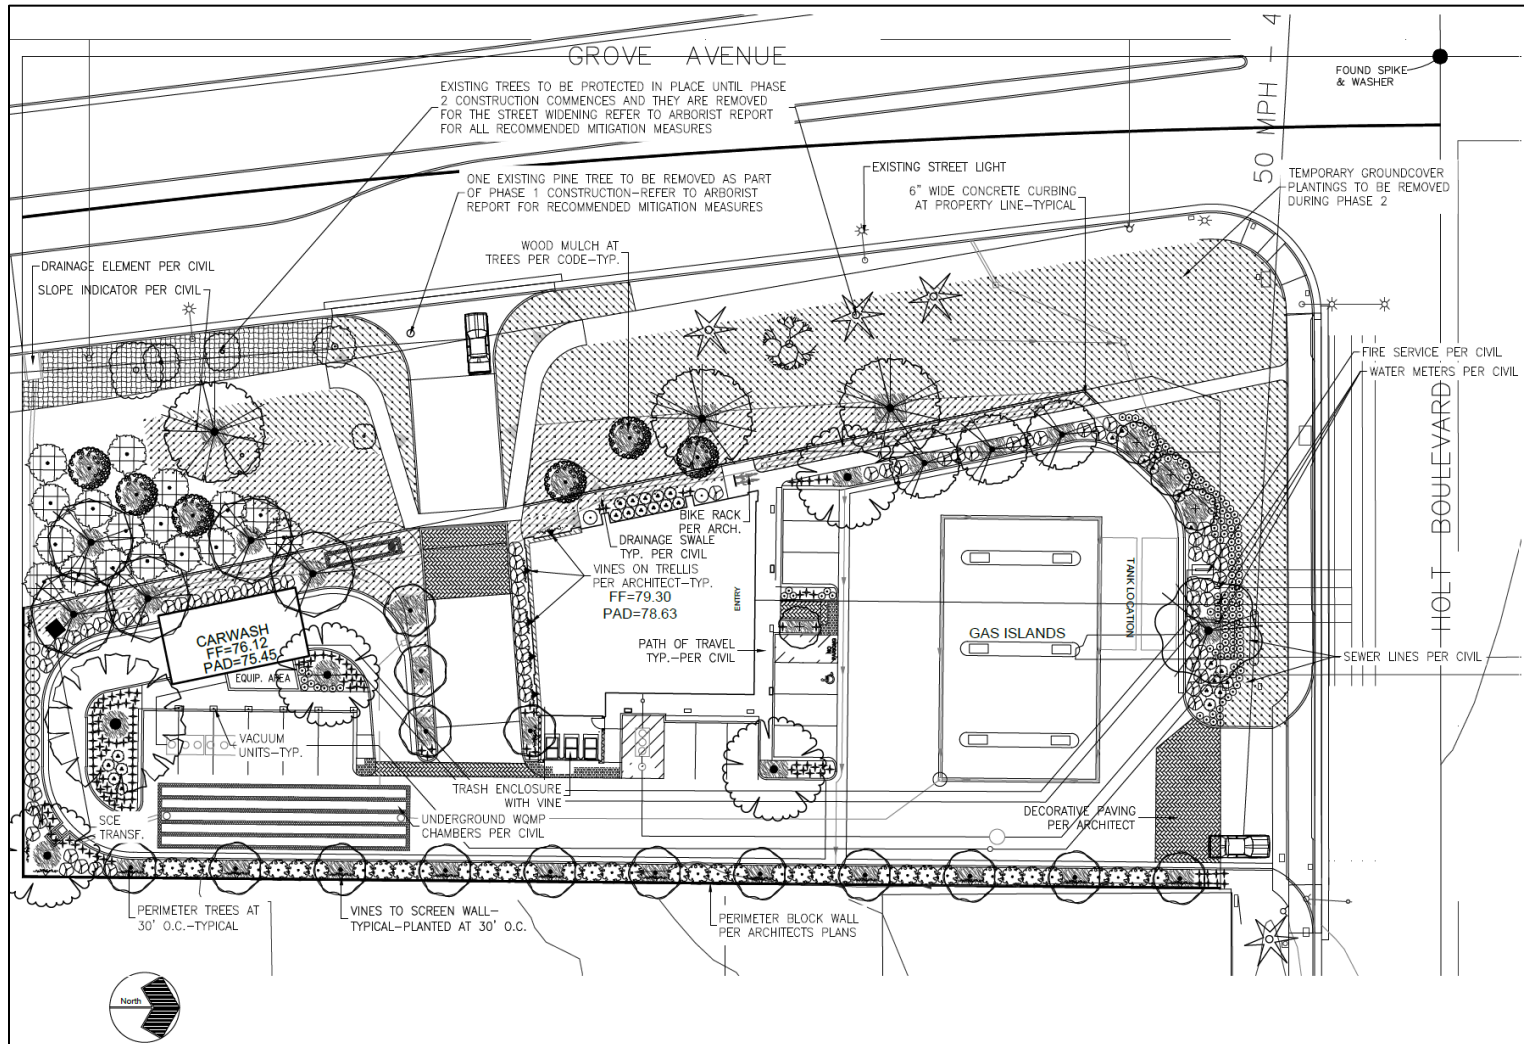 GROVE AVENUE
EXISTING TREES TO BE PROTECTED IN PLACE UNTIL PHASE
2 CONSTRUCTION COMMENCES AND THEY ARE REMOVED
FOR THE STREET WIDENING REFER TO ARBORIST REPORT
FOR ALL RECOMMENDED MITIGATION MEASURES
50 MPH - 4
FOUND SPIKE
& WASHER
ONE EXISTING PINE TREE TO BE REMOVED AS PART
OF PHASE 1 CONSTRUCTION-REFER TO ARBORIST
REPORT FOR RECOMMENDED MITIGATION MEASURES
EXISTING STREET LIGHT
6" WIDE CONCRETE CURBING
AT PROPERTY LINE-TYPICAL
TEMPORARY GROUNDCOVER
PLANTINGS TO BE REMOVED
DURING PHASE 2
WOOD MULCH AT
TREES PER CODE-TYP.
DRAINAGE ELEMENT PER CIVIL
SLOPE INDICATOR PER CIVIL
FIRE SERVICE PER CIVIL
WATER METERS PER CIVIL
HOLT BOULEVARD
BIKE RACK
PER ARCH.
DRAINAGE SWALE
TYP. PER CIVIL
VINES ON TRELLIS
PER ARCHITECT-TYP.
FF=79.30
PAD=78.63
ENTRY
TANK LOCATION
GAS ISLANDS
PATH OF TRAVEL
TYP.-PER CIVIL
CARWASH
FF=76.12
PAD=75.45
EQUIP. AREA
SEWER LINES PER CIVIL
VACUUM
UNITS-TYP.
TRASH ENCLOSURE
WITH VINE
SCE
TRANSF.
UNDERGROUND WQMP
CHAMBERS PER CIVIL
DECORATIVE PAVING
PER ARCHITECT
PERIMETER TREES AT
30' O.C.-TYPICAL
VINES TO SCREEN WALL-
TYPICAL-PLANTED AT 30' O.C.
PERIMETER BLOCK WALL
PER ARCHITECTS PLANS
North